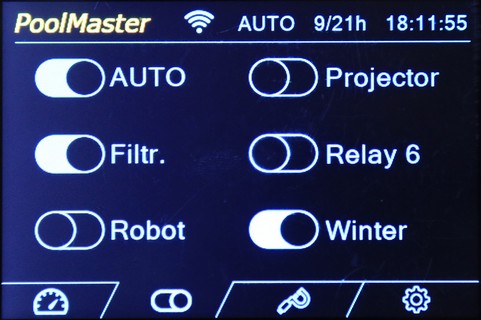 PoolMaster AUTO 9/21h 18:11:55
AUTO Projector
Filtr. Relay 6
Robot Winter